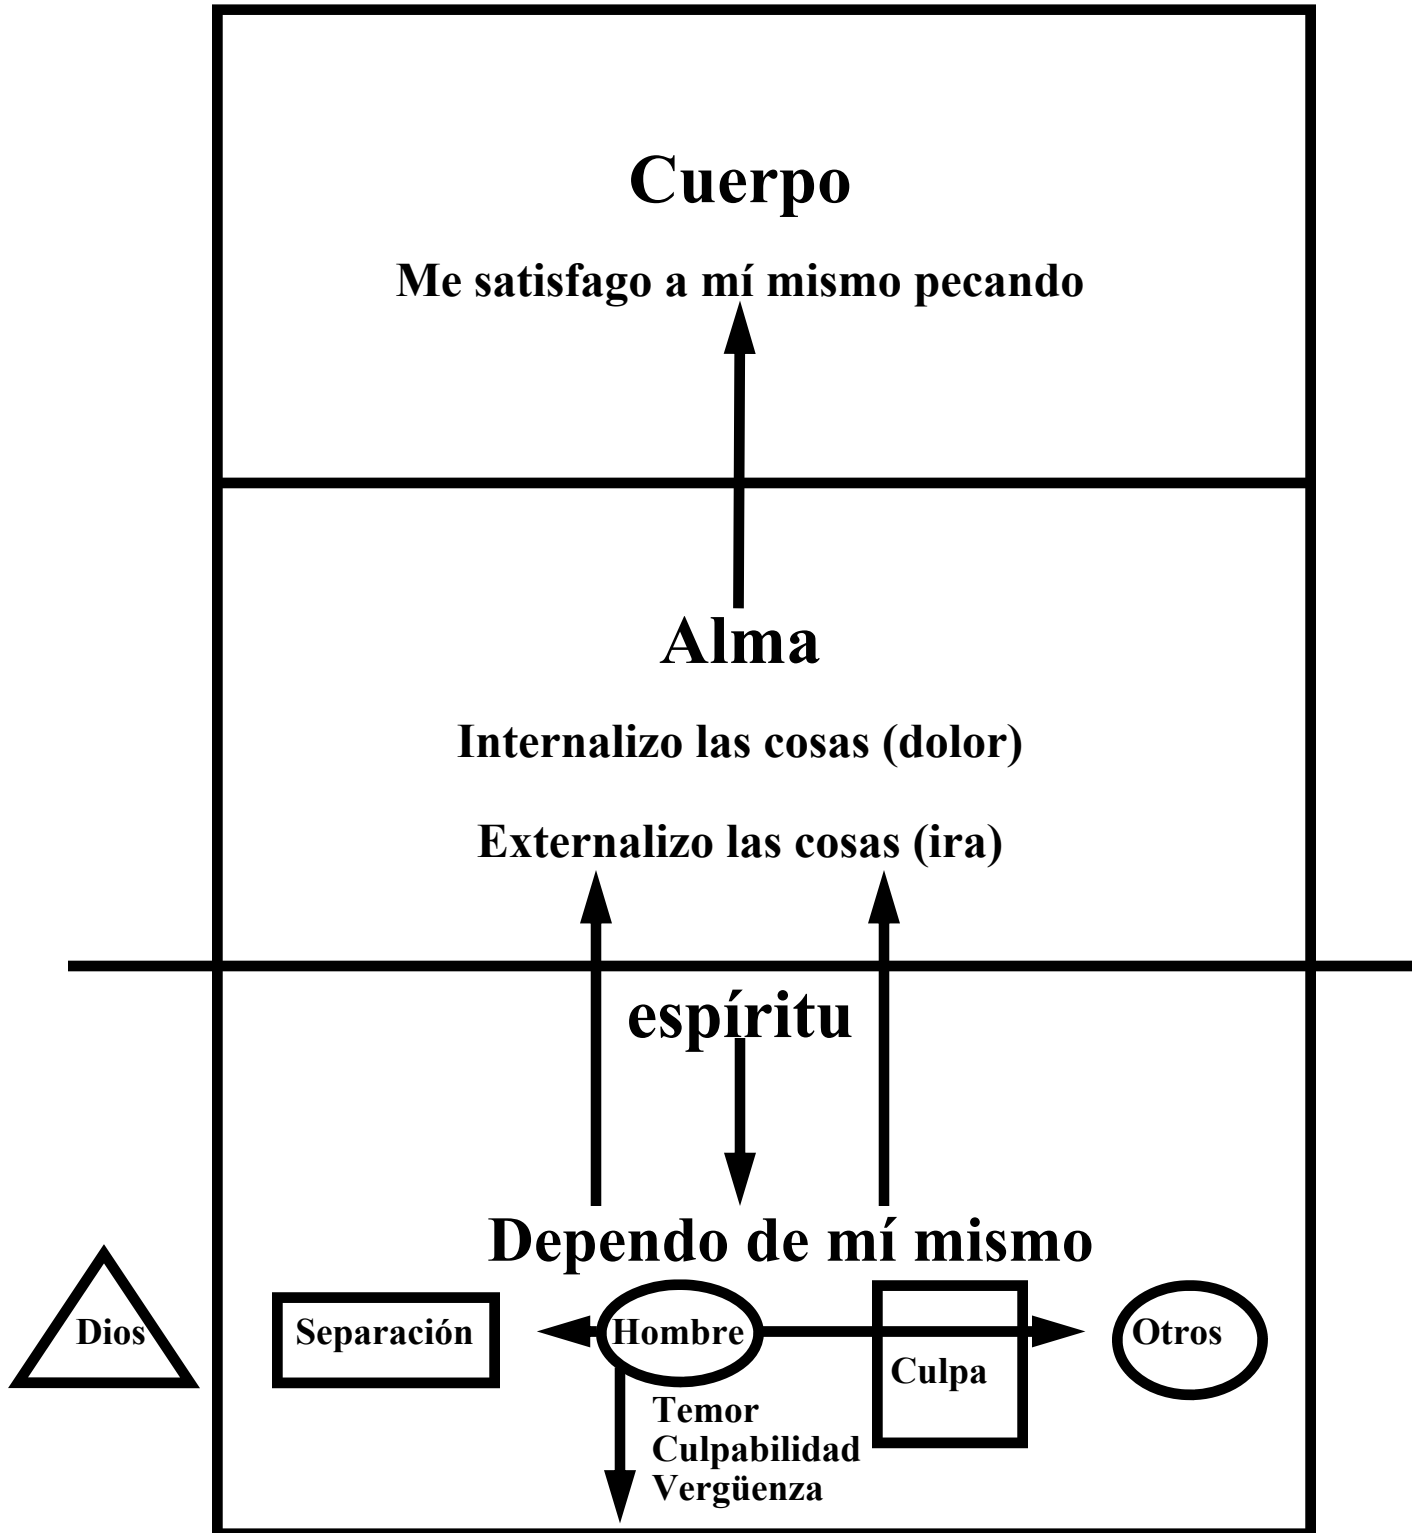 Cuerpo
Me satisfago a mí mismo pecando
Alma
Internalizo las cosas (dolor)
Externalizo las cosas (ira)
espíritu
Dependo de mí mismo
Dios
Separación
Hombre
Otros
Culpa
Temor
Culpabilidad
Vergüenza